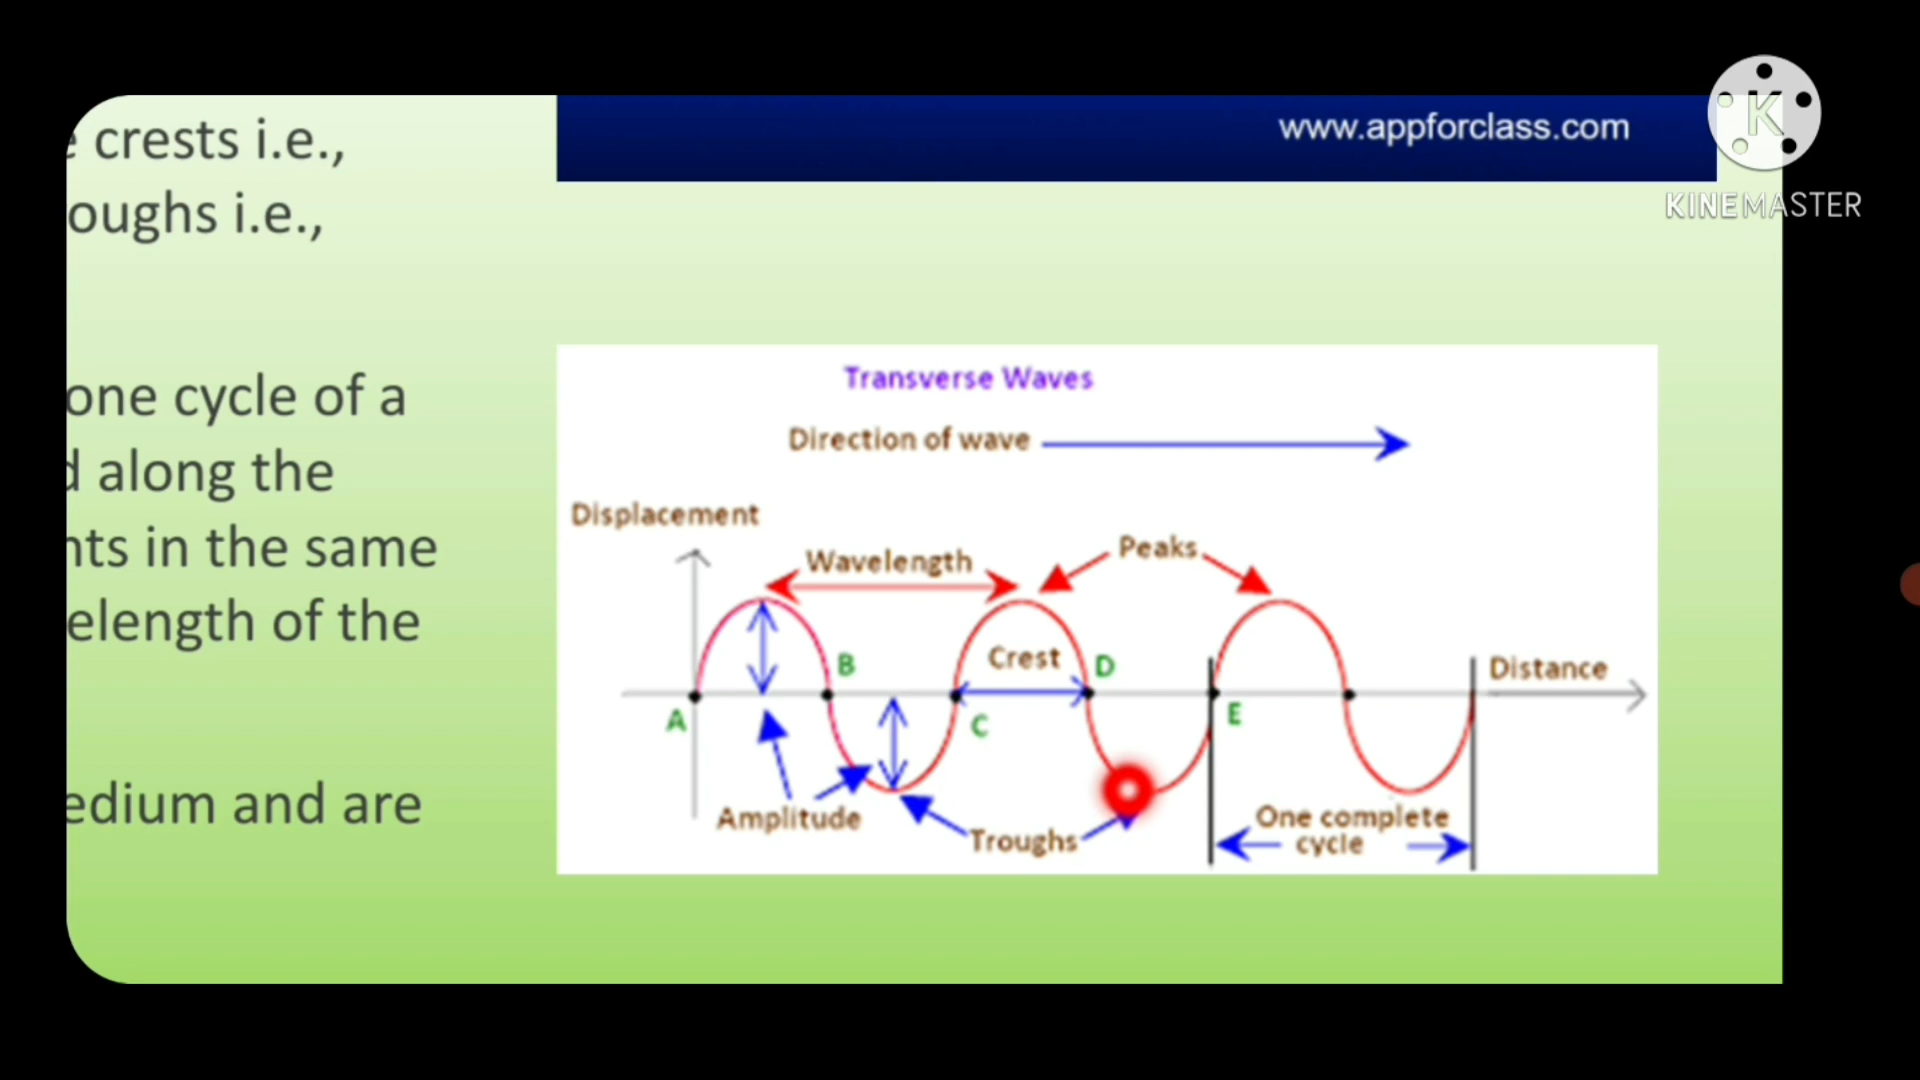 crests i.e.,
oughs i.e.,
one cycle of a
d along the
nts in the same
elength of the
edium and are
www.appforclass.com
K
KINEMASTER
Transverse Waves
Direction of wave
Displacement
Wavelength
Peaks
Crest
B
D
Distance
A
C
E
Amplitude
Troughs
One complete
cycle